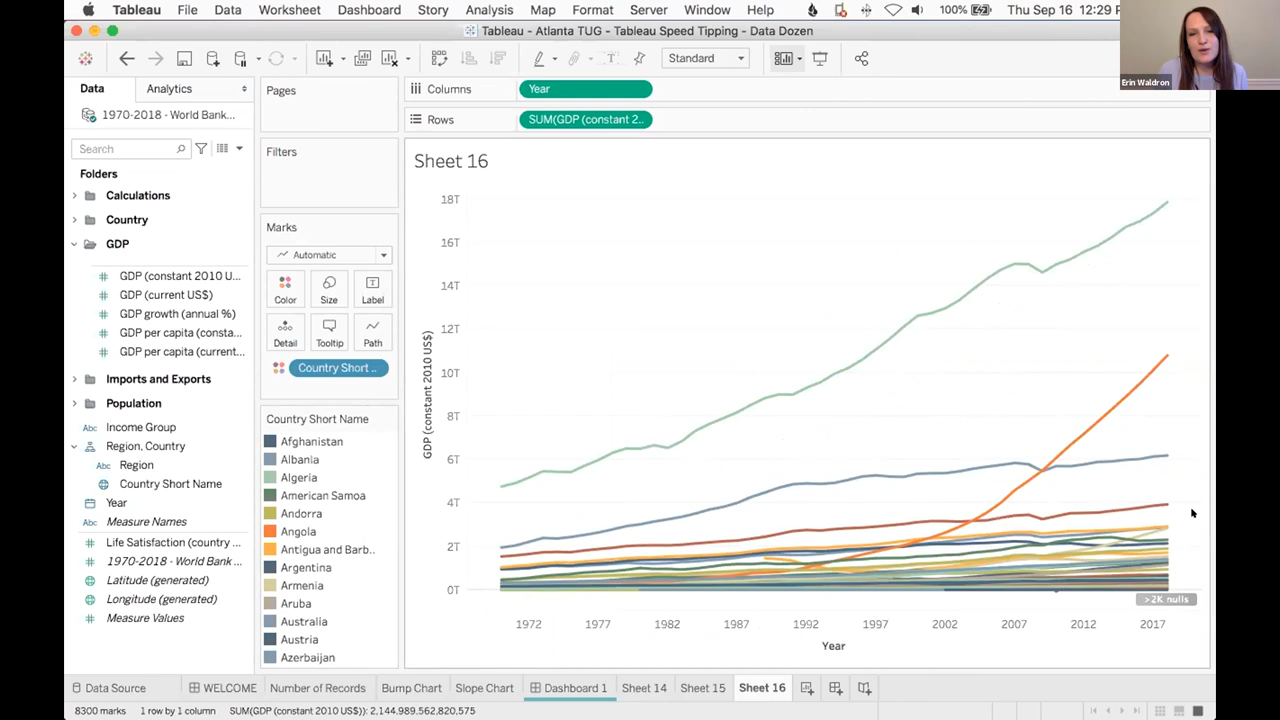 Tableau File Data Worksheet Dashboard Story Analysis Map Format Server Window Help 100% Thu Sep 16 12:29 P
Tableau - Atlanta TUG - Tableau Speed Tipping - Data Dozen
Standard
Erin Waldron
Data Analytics
1970-2018 - World Bank...
Search
Folders
Calculations
Country
GDP
GDP (constant 2010 U...
GDP (current US$)
GDP growth (annual %)
GDP per capita (consta...
GDP per capita (current...
Imports and Exports
Population
Abc Income Group
Region, Country
Abc Region
Country Short Name
Year
Abc Measure Names
Life Satisfaction (country ...
1970-2018 - World Bank ...
Latitude (generated)
Longitude (generated)
Measure Values
Pages
Filters
Marks
Automatic
Color Size Label
Detail Tooltip Path
Country Short ..
Country Short Name
Afghanistan
Albania
Algeria
American Samoa
Andorra
Angola
Antigua and Barb..
Argentina
Armenia
Aruba
Australia
Austria
Azerbaijan
Columns Year
Rows SUM(GDP (constant 2..
Sheet 16
18T
16T
14T
12T
10T
8T
6T
4T
2T
0T
GDP (constant 2010 US$)
>2K nulls
1972 1977 1982 1987 1992 1997 2002 2007 2012 2017
Year
Data Source WELCOME Number of Records Bump Chart Slope Chart Dashboard 1 Sheet 14 Sheet 15 Sheet 16
8300 marks 1 row by 1 column SUM(GDP (constant 2010 US$)): 2,144,989,562,820,575